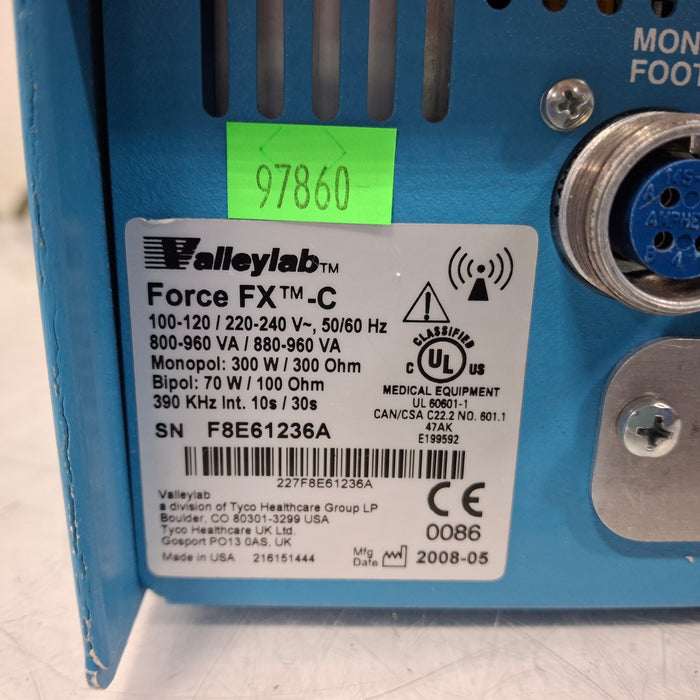 MON
FOOT
97860
Valleylab™
Force FX™-C
100-120 / 220-240 V~, 50/60 Hz
800-960 VA / 880-960 VA
Monopol: 300 W / 300 Ohm
Bipol: 70 W / 100 Ohm
390 KHz Int. 10s / 30s
CLASSIFIED
C UL US
MEDICAL EQUIPMENT
UL 60601-1
CAN/CSA C22.2 NO. 601.1
47AK
E199592
SN F8E61236A
227F8E61236A
Valleylab
a division of Tyco Healthcare Group LP
Boulder, CO 80301-3299 USA
Tyco Healthcare UK Ltd.
Gosport PO13 0AS, UK
Made in USA 216151444
CE
0086
Mfg
Date 2008-05
A
B